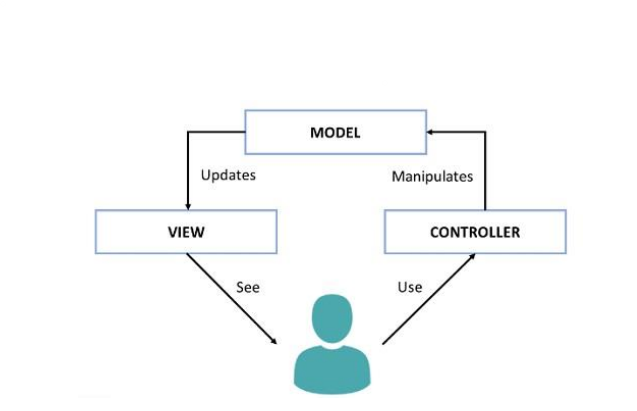 MODEL
Updates
Manipulates
VIEW
CONTROLLER
See
Use